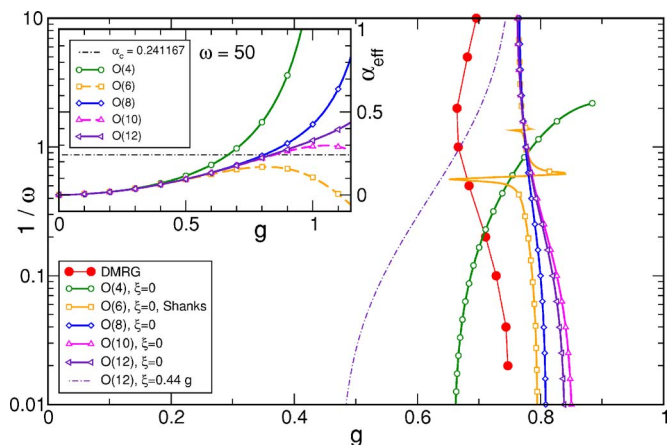 10
1
0.1
0.01
1 / ω
0 0.2 0.4 0.6 0.8 1
g
α_c = 0.241167
O(4)
O(6)
O(8)
O(10)
O(12)
ω = 50
1
0.5
0
α_eff
0 0.5 1
g
DMRG
O(4), ξ=0
O(6), ξ=0, Shanks
O(8), ξ=0
O(10), ξ=0
O(12), ξ=0
O(12), ξ=0.44 g